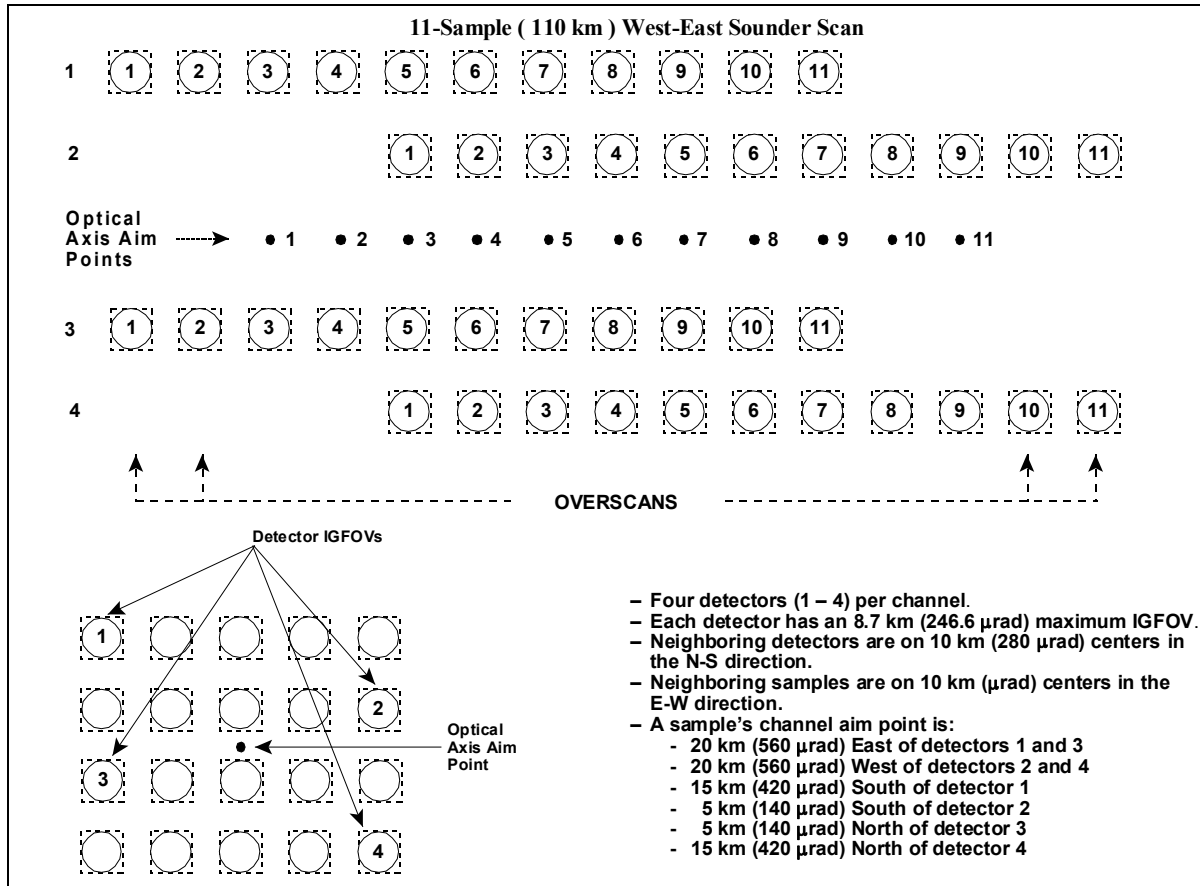 11-Sample ( 110 km ) West-East Sounder Scan
1 1 2 3 4 5 6 7 8 9 10 11
2 1 2 3 4 5 6 7 8 9 10 11
Optical
Axis Aim
Points
1 2 3 4 5 6 7 8 9 10 11
3 1 2 3 4 5 6 7 8 9 10 11
4 1 2 3 4 5 6 7 8 9 10 11
OVERSCANS
Detector IGFOVs
1
2
Optical
Axis Aim
Point
3
4
– Four detectors (1 – 4) per channel.
– Each detector has an 8.7 km (246.6 μrad) maximum IGFOV.
– Neighboring detectors are on 10 km (280 μrad) centers in
the N-S direction.
– Neighboring samples are on 10 km (μrad) centers in the
E-W direction.
– A sample's channel aim point is:
- 20 km (560 μrad) East of detectors 1 and 3
- 20 km (560 μrad) West of detectors 2 and 4
- 15 km (420 μrad) South of detector 1
- 5 km (140 μrad) South of detector 2
- 5 km (140 μrad) North of detector 3
- 15 km (420 μrad) North of detector 4